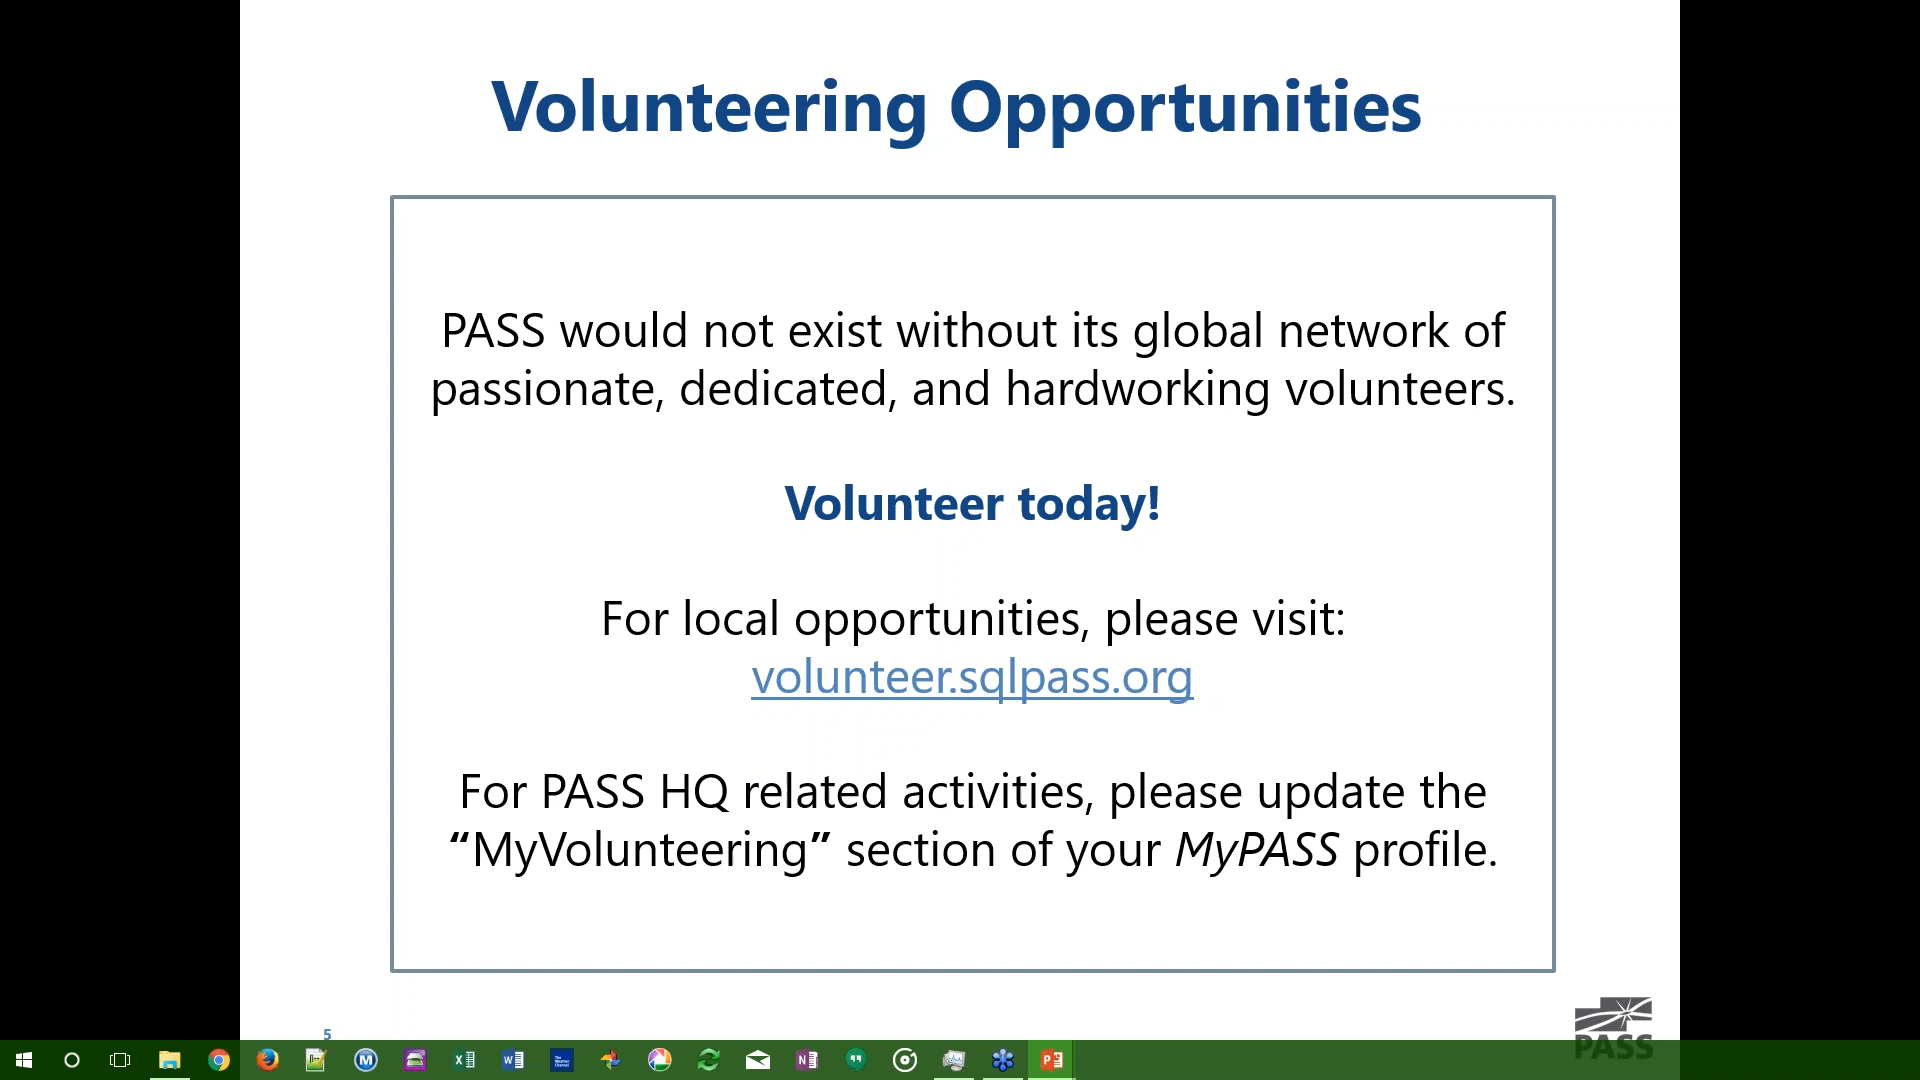 Volunteering Opportunities
PASS would not exist without its global network of
passionate, dedicated, and hardworking volunteers.
Volunteer today!
For local opportunities, please visit:
volunteer.sqlpass.org
For PASS HQ related activities, please update the
“MyVolunteering” section of your MyPASS profile.
5
PASS